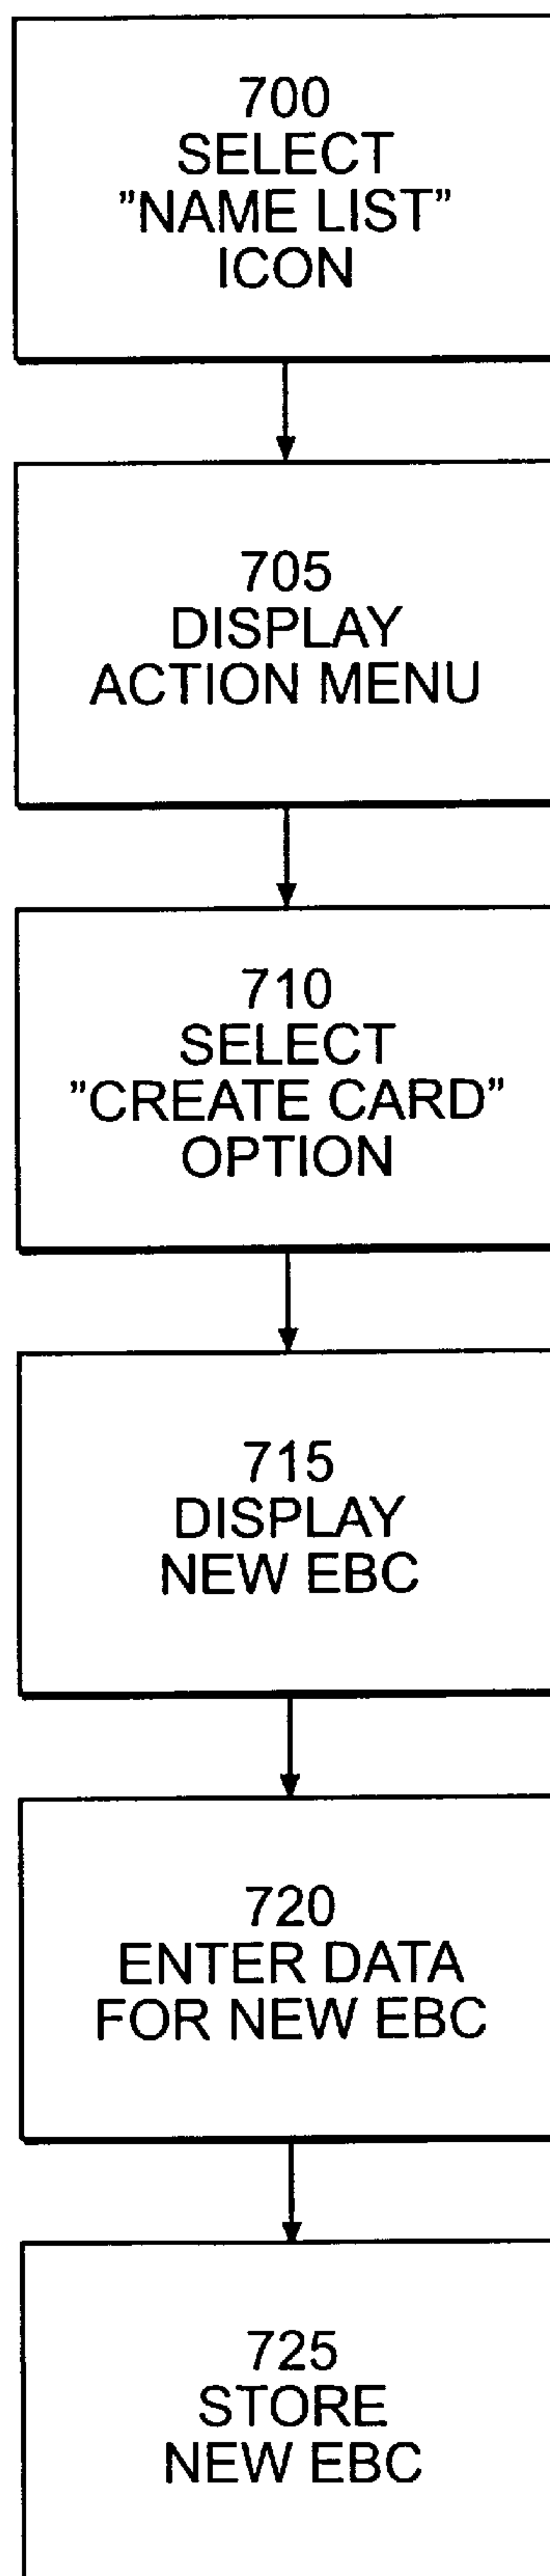 700
SELECT
”NAME LIST”
ICON
705
DISPLAY
ACTION MENU
710
SELECT
”CREATE CARD”
OPTION
715
DISPLAY
NEW EBC
720
ENTER DATA
FOR NEW EBC
725
STORE
NEW EBC